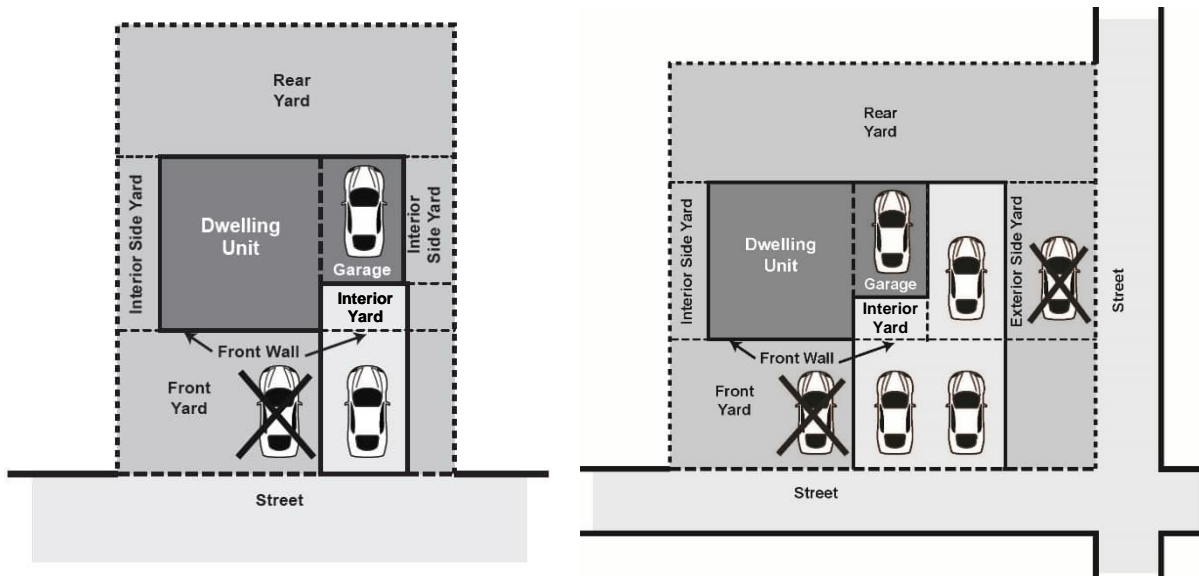 Rear
Yard
Interior Side Yard
Dwelling
Unit
Garage
Interior
Side Yard
Interior
Yard
Front Wall
Front
Yard
Street
Rear
Yard
Interior Side Yard
Dwelling
Unit
Garage
Exterior Side Yard
Street
Interior
Yard
Front Wall
Front
Yard
Street